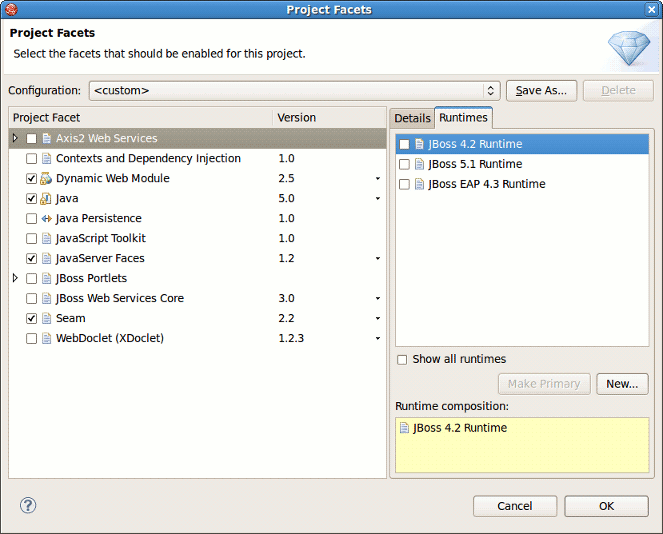 Project Facets
Project Facets
Select the facets that should be enabled for this project.
Configuration: <custom> Save As... Delete
Project Facet Version
Axis2 Web Services
Contexts and Dependency Injection 1.0
Dynamic Web Module 2.5
Java 5.0
Java Persistence 1.0
JavaScript Toolkit 1.0
JavaServer Faces 1.2
JBoss Portlets
JBoss Web Services Core 3.0
Seam 2.2
WebDoclet (XDoclet) 1.2.3
Details Runtimes
JBoss 4.2 Runtime
JBoss 5.1 Runtime
JBoss EAP 4.3 Runtime
Show all runtimes
Make Primary New...
Runtime composition:
JBoss 4.2 Runtime
? Cancel OK